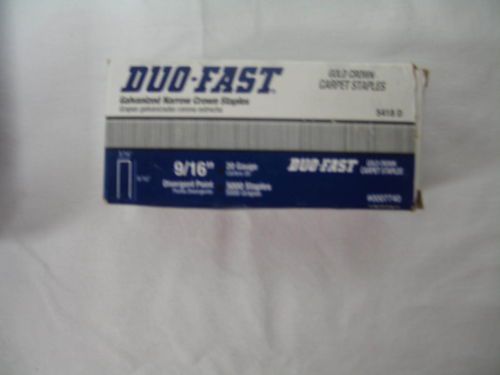 DUO-FAST
GOLD CROWN
CARPET STAPLES
Galvanized Narrow Crown Staples
5418 D
9/16"
20 Gauge
Divergent Point
5000 Staples
DUO-FAST
GOLD CROWN
CARPET STAPLES